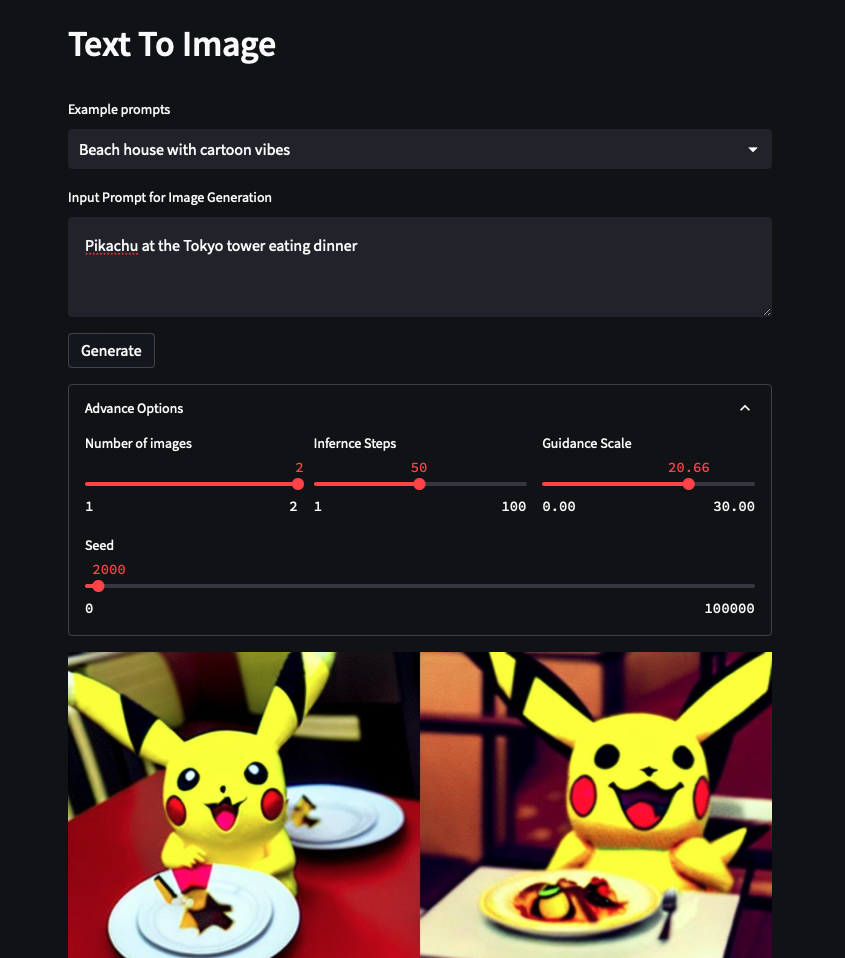 Text To Image
Example prompts
Beach house with cartoon vibes
Input Prompt for Image Generation
Pikachu at the Tokyo tower eating dinner
Generate
Advance Options
Number of images Infernce Steps Guidance Scale
2 50 20.66
1 2 1 100 0.00 30.00
Seed
2000
0 100000